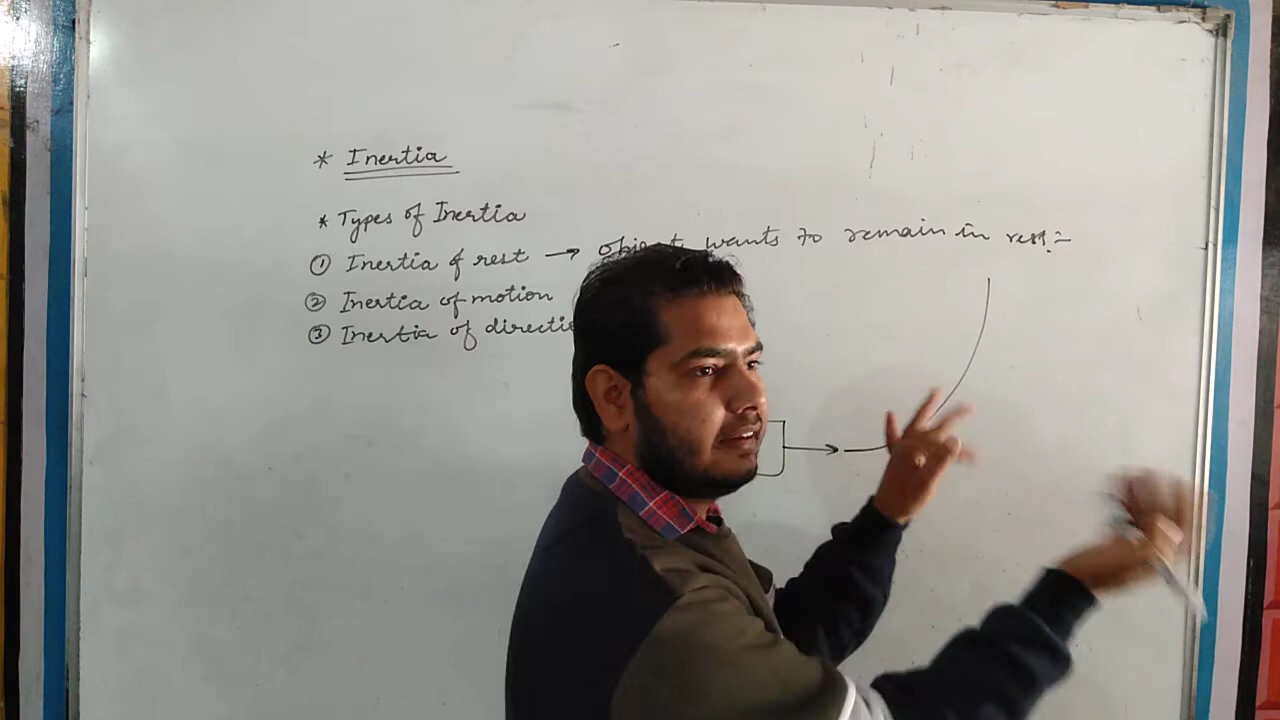 * Inertia
* Types of Inertia
① Inertia of rest → object wants to remain in rest :-
② Inertia of motion
③ Inertia of directio